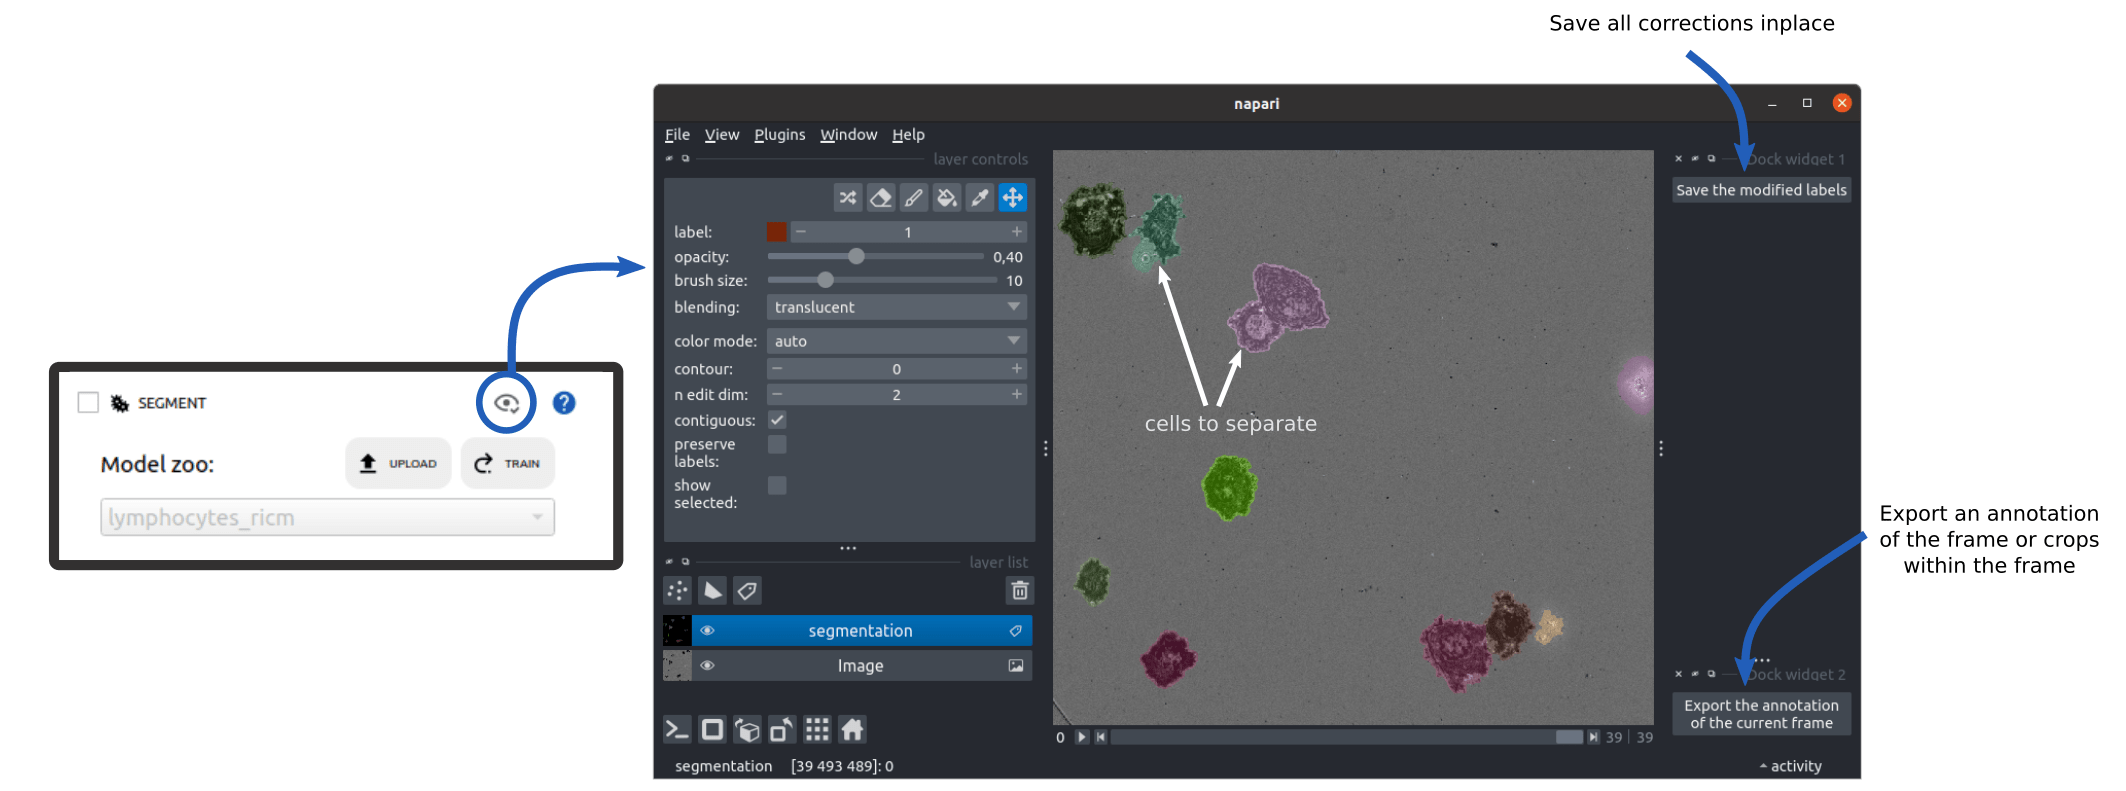 Save all corrections inplace
napari
File View Plugins Window Help
layer controls
Dock widget 1
Save the modified labels
label: 1
opacity: 0,40
brush size: 10
blending: translucent
color mode: auto
contour: 0
n edit dim: 2
contiguous:
preserve
labels:
show
selected:
cells to separate
SEGMENT
?
Model zoo:
UPLOAD
TRAIN
lymphocytes_ricm
layer list
segmentation
Image
Export an annotation
of the frame or crops
within the frame
Dock widget 2
Export the annotation
of the current frame
0 39 | 39
segmentation [39 493 489]: 0
activity